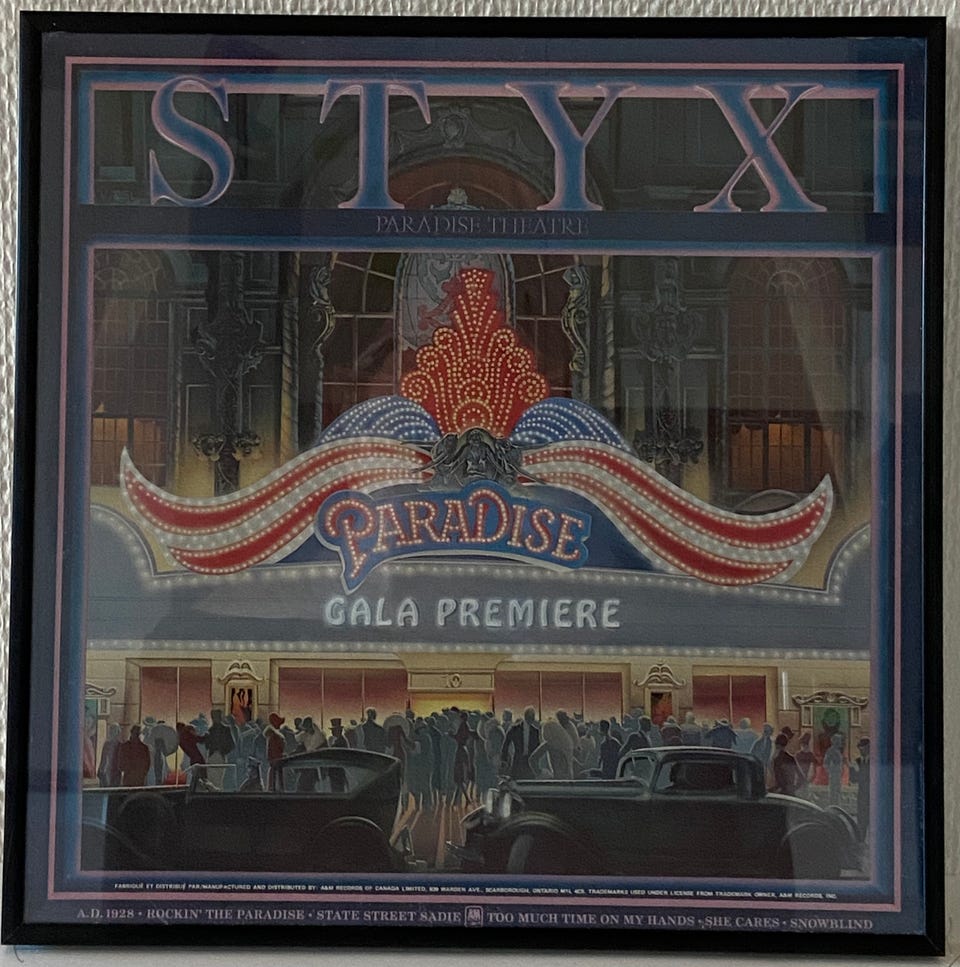 STYX
PARADISE THEATRE
PARADISE
GALA PREMIERE
10
FABRIQUÉ ET DISTRIBUÉ PAR/MANUFACTURED AND DISTRIBUTED BY: A&M RECORDS OF CANADA LIMITED, 939 WARDEN AVE., SCARBOROUGH, ONTARIO M1L 4C5. TRADEMARKS USED UNDER LICENSE FROM TRADEMARK OWNER, A&M RECORDS, INC.
A.D. 1928 · ROCKIN' THE PARADISE · STATE STREET SADIE A&M TOO MUCH TIME ON MY HANDS · SHE CARES · SNOWBLIND